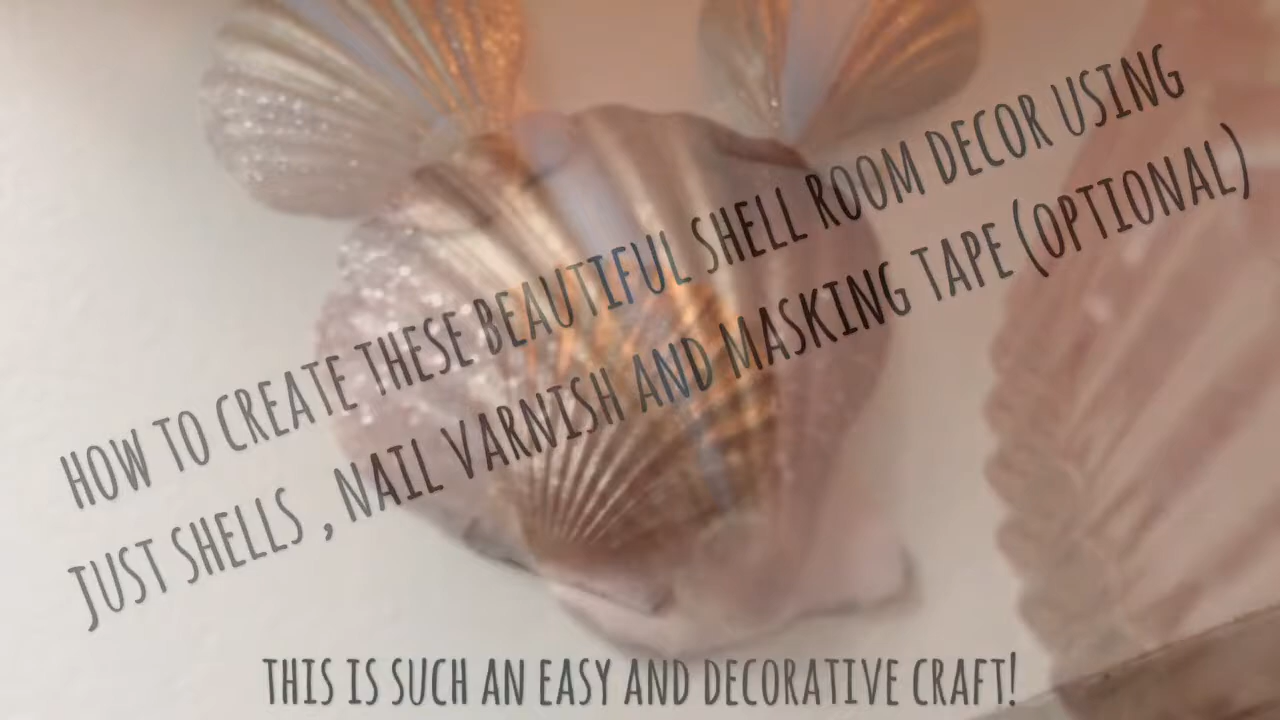 HOW TO CREATE THESE BEAUTIFUL SHELL ROOM DECOR USING
JUST SHELLS , NAIL VARNISH AND MASKING TAPE (OPTIONAL)
THIS IS SUCH AN EASY AND DECORATIVE CRAFT!